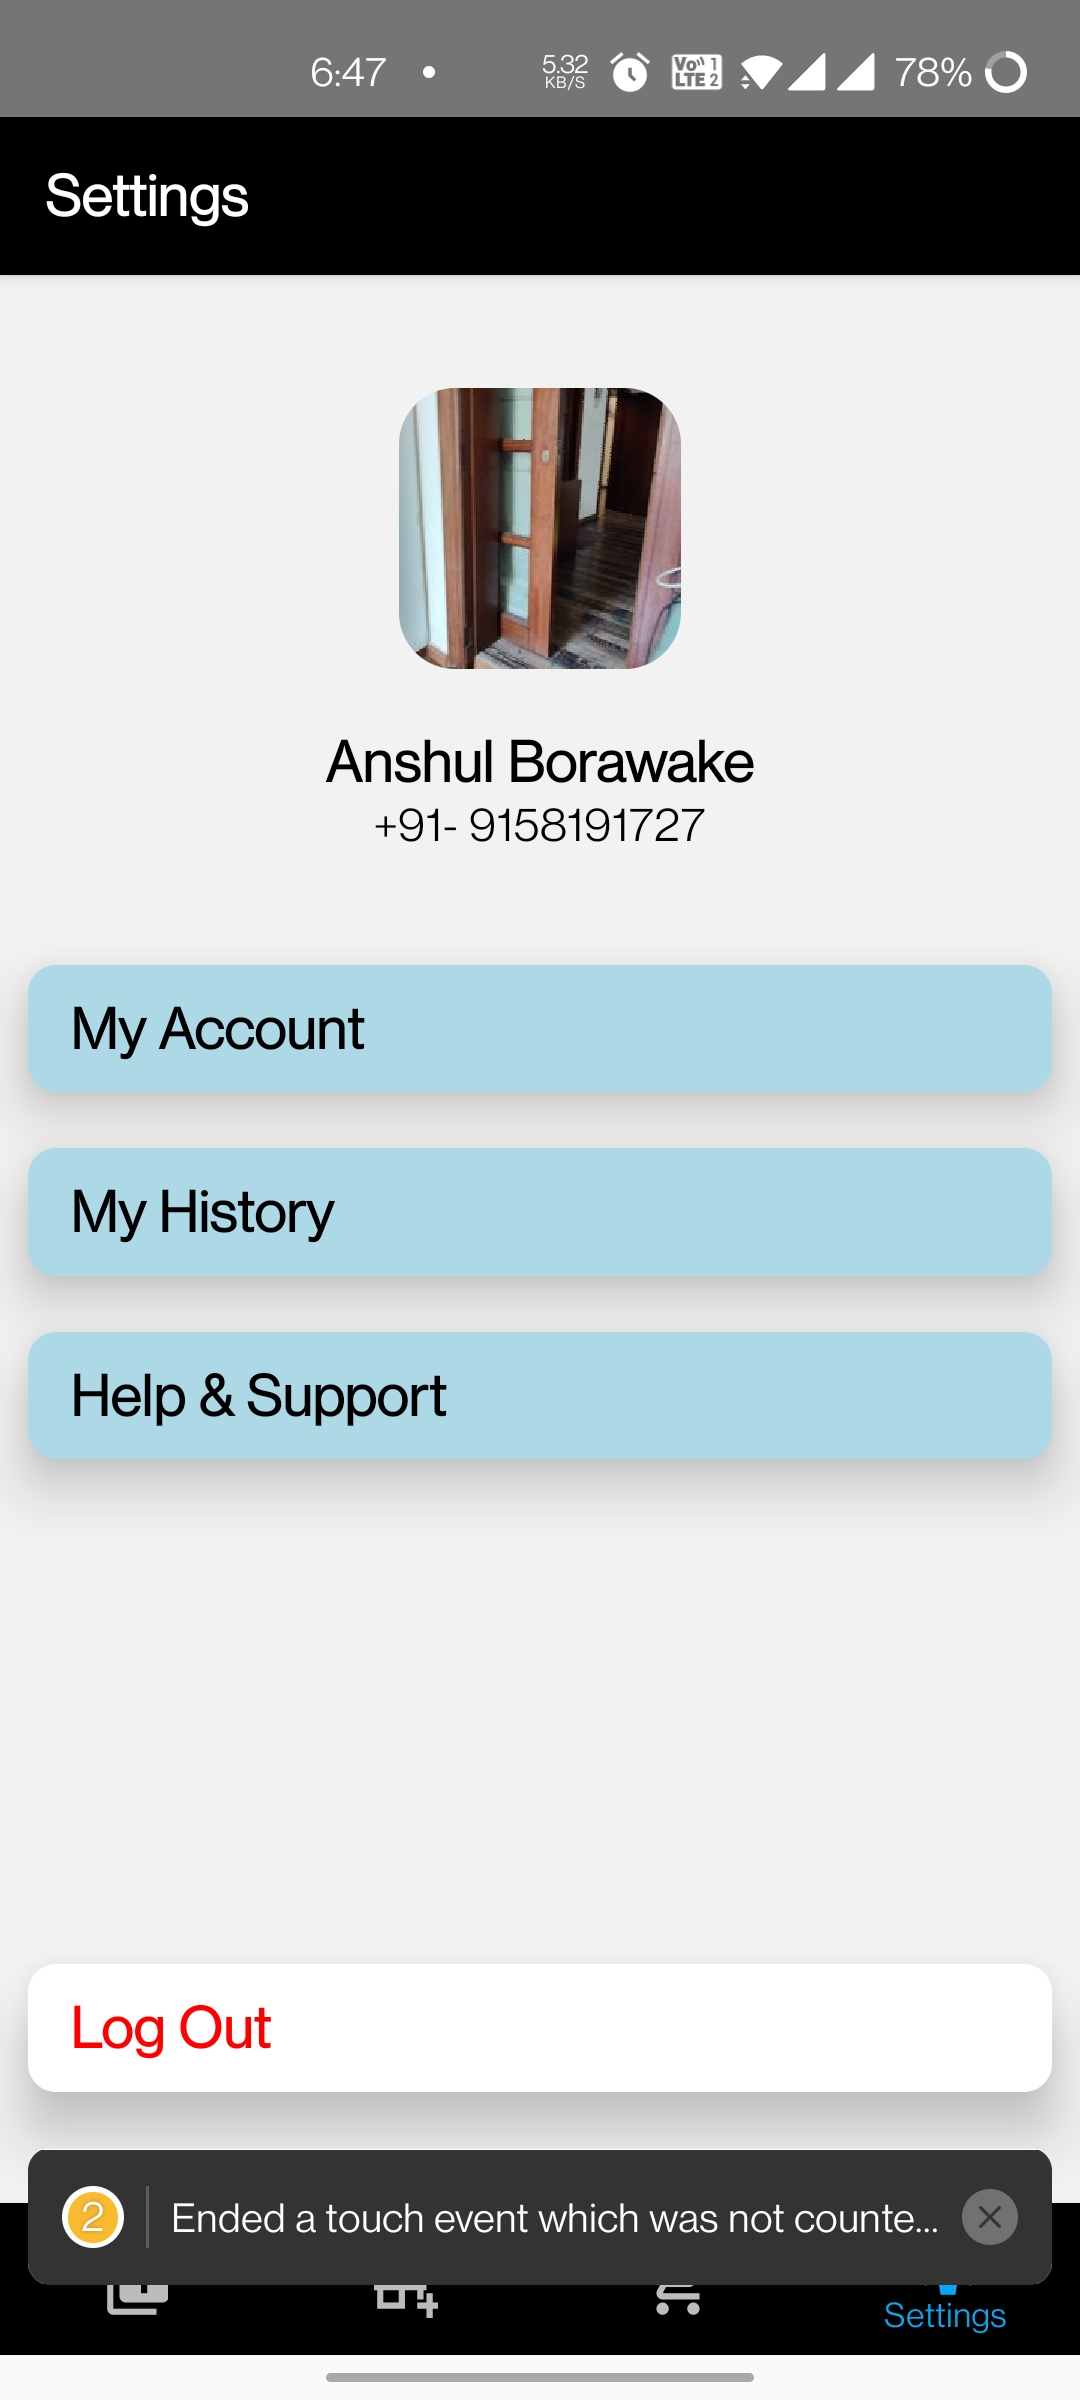 6:47
5.32
KB/S
Vo)) 1
LTE 2
78%
Settings
Anshul Borawake
+91- 9158191727
My Account
My History
Help & Support
Log Out
2
Ended a touch event which was not counte...
Settings